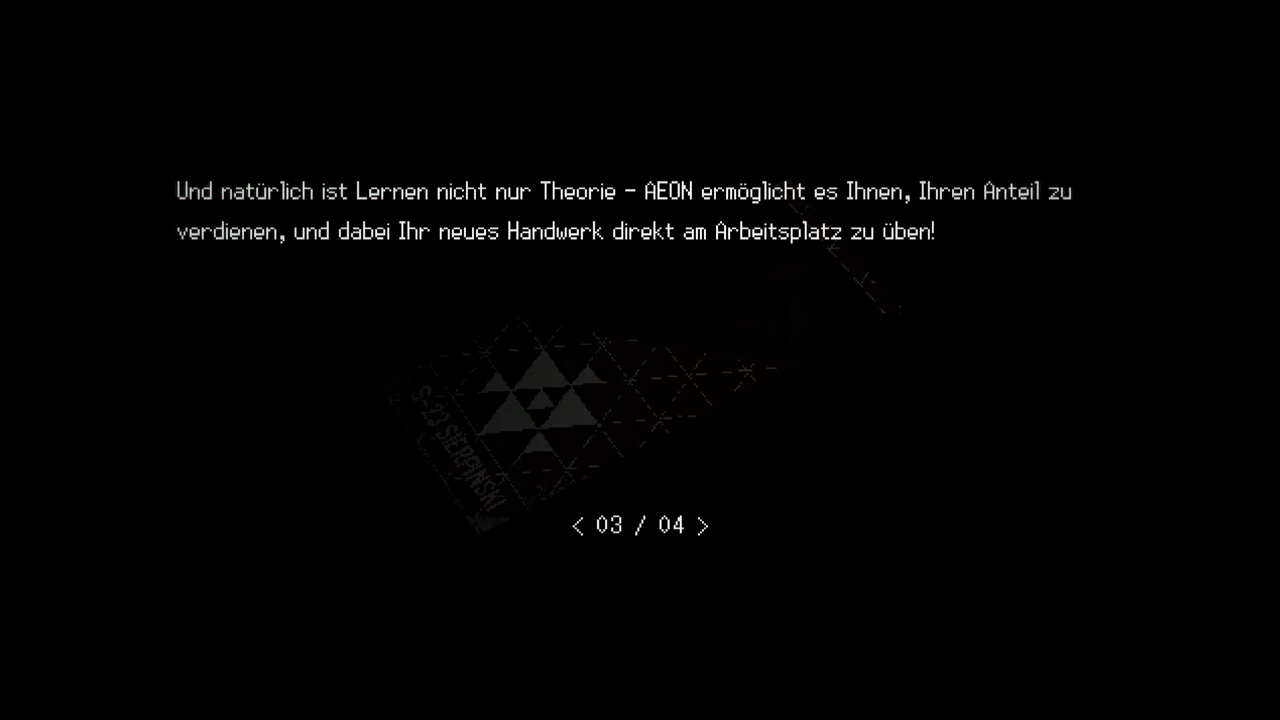 Und natürlich ist Lernen nicht nur Theorie - AEON ermöglicht es Ihnen, Ihren Anteil zu
verdienen, und dabei Ihr neues Handwerk direkt am Arbeitsplatz zu üben!
S-23 SIERPINSKI
< 03 / 04 >